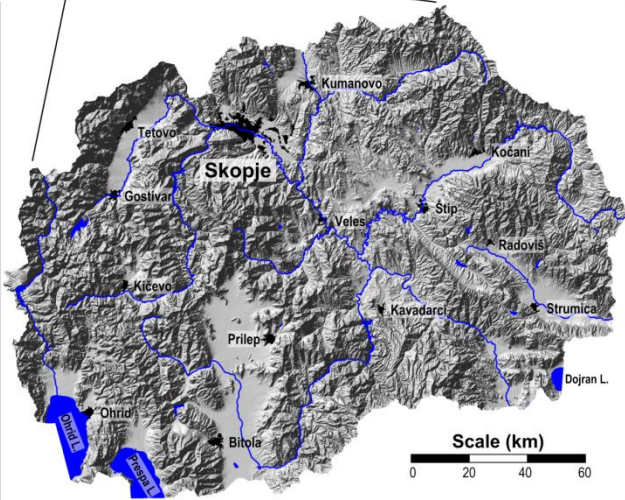 Kumanovo
Tetovo
Kočani
Skopje
Gostivar
Štip
Veles
Radoviš
Kičevo
Kavadarci
Strumica
Prilep
Dojran L.
Ohrid
Ohrid L.
Bitola
Prespa L.
Scale (km)
0 20 40 60